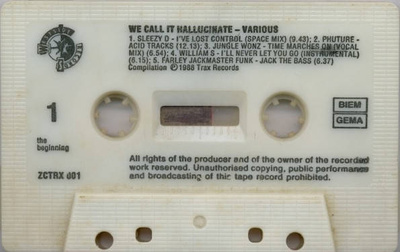 WE CALL IT HALLUCINATE – VARIOUS
1. SLEEZY D - I'VE LOST CONTROL (SPACE MIX) (9.43); 2. PHUTURE -
ACID TRACKS (12.13); 3. JUNGLE WONZ - TIME MARCHES ON (VOCAL
MIX) (6.54); 4. WILLIAM S - I'LL NEVER LET YOU GO (INSTRUMENTAL)
(6.15); 5. FARLEY JACKMASTER FUNK - JACK THE BASS (6.37)
Compilation Ⓟ 1988 Trax Records
1
the
beginning
BIEM
GEMA
ZCTRX 001
All rights of the producer and of the owner of the recorded
work reserved. Unauthorised copying, public performance
and broadcasting of this tape record prohibited.